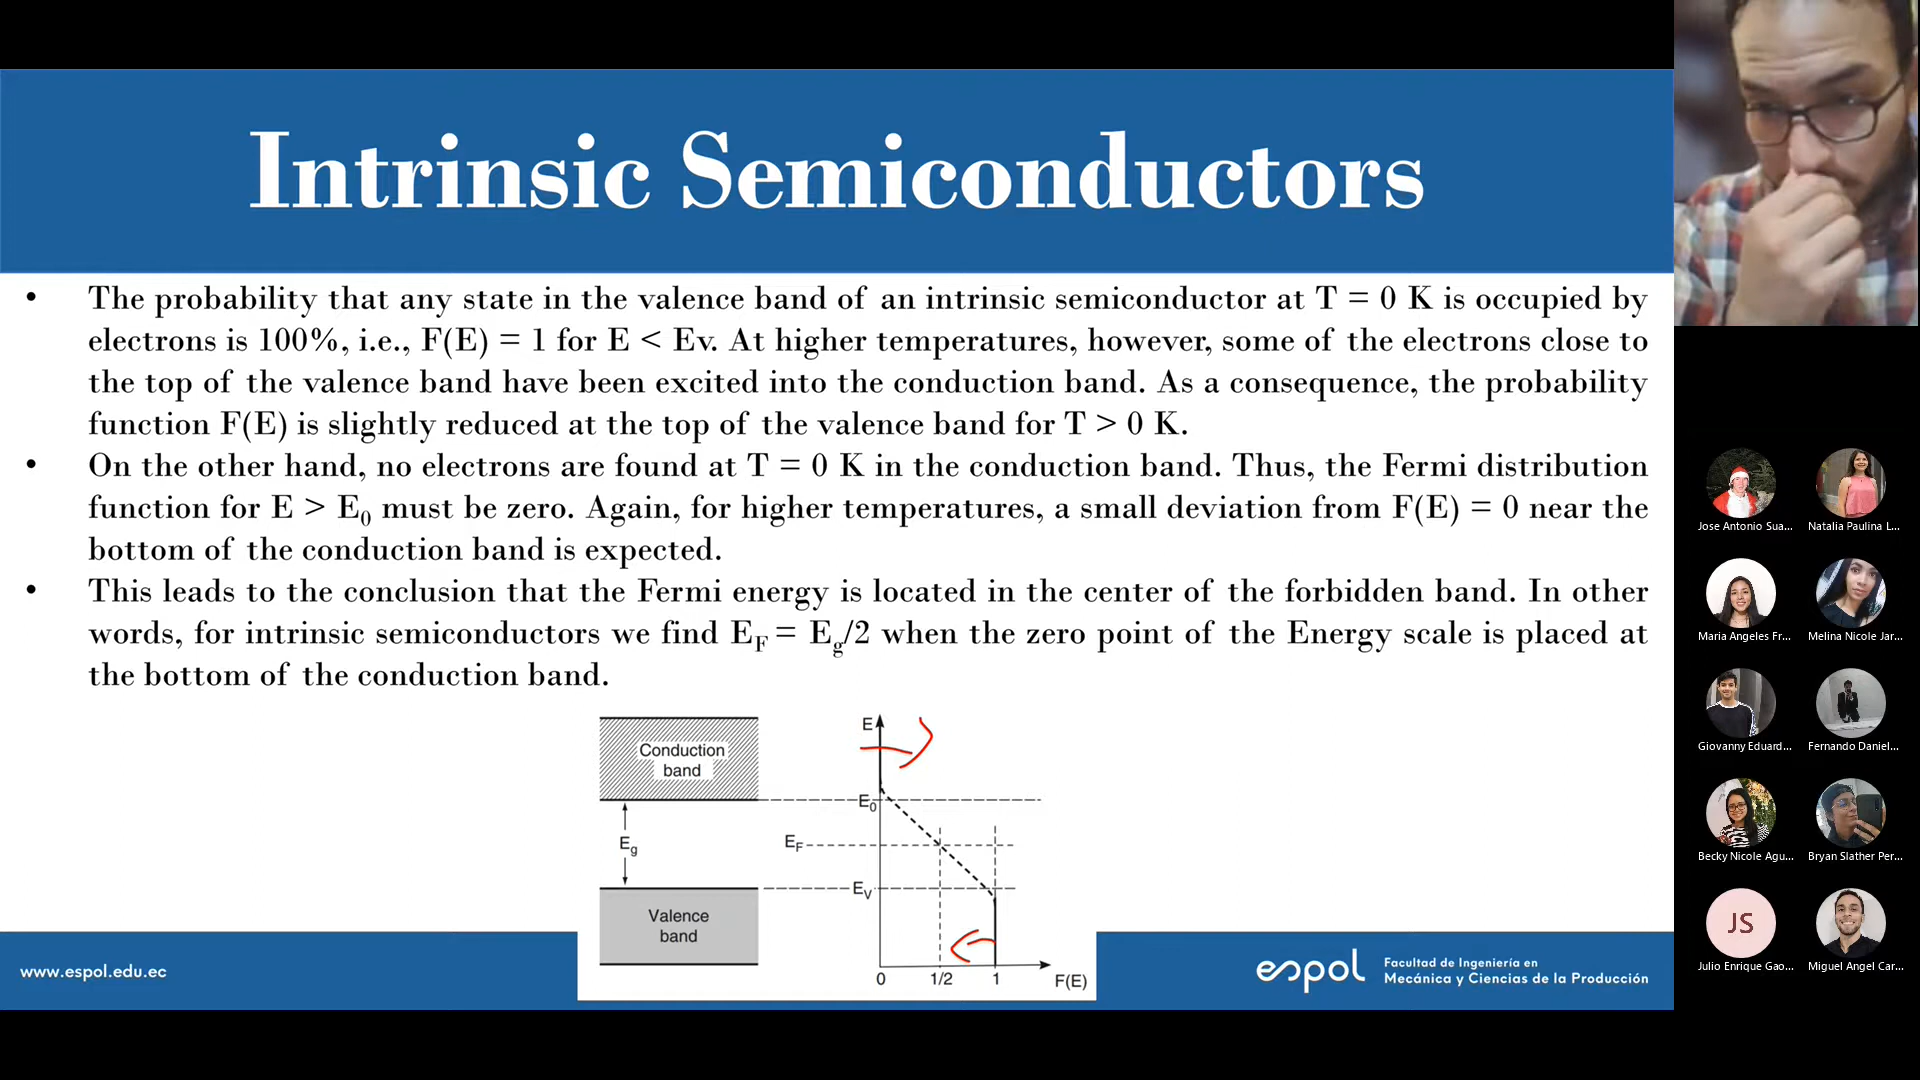 Intrinsic Semiconductors
• The probability that any state in the valence band of an intrinsic semiconductor at T = 0 K is occupied by
electrons is 100%, i.e., F(E) = 1 for E < Ev. At higher temperatures, however, some of the electrons close to
the top of the valence band have been excited into the conduction band. As a consequence, the probability
function F(E) is slightly reduced at the top of the valence band for T > 0 K.
• On the other hand, no electrons are found at T = 0 K in the conduction band. Thus, the Fermi distribution
function for E > E₀ must be zero. Again, for higher temperatures, a small deviation from F(E) = 0 near the
bottom of the conduction band is expected.
• This leads to the conclusion that the Fermi energy is located in the center of the forbidden band. In other
words, for intrinsic semiconductors we find E_F = E_g/2 when the zero point of the Energy scale is placed at
the bottom of the conduction band.
Conduction
band
E_g
Valence
band
E
E₀
E_F
E_V
0
1/2
1
F(E)
www.espol.edu.ec
espol
Facultad de Ingeniería en
Mecánica y Ciencias de la Producción
Jose Antonio Sua...
Natalia Paulina L...
Maria Angeles Fr...
Melina Nicole Jar...
Giovanny Eduard...
Fernando Daniel...
Becky Nicole Agu...
Bryan Slather Per...
JS
Julio Enrique Gao...
Miguel Angel Car...